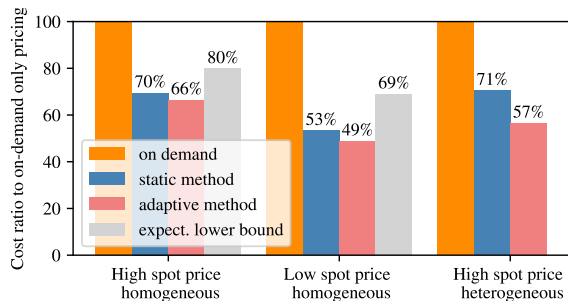 Cost ratio to on-demand only pricing
100
80
60
40
20
0
70%
66%
80%
53%
49%
69%
71%
57%
on demand
static method
adaptive method
expect. lower bound
High spot price
homogeneous
Low spot price
homogeneous
High spot price
heterogeneous